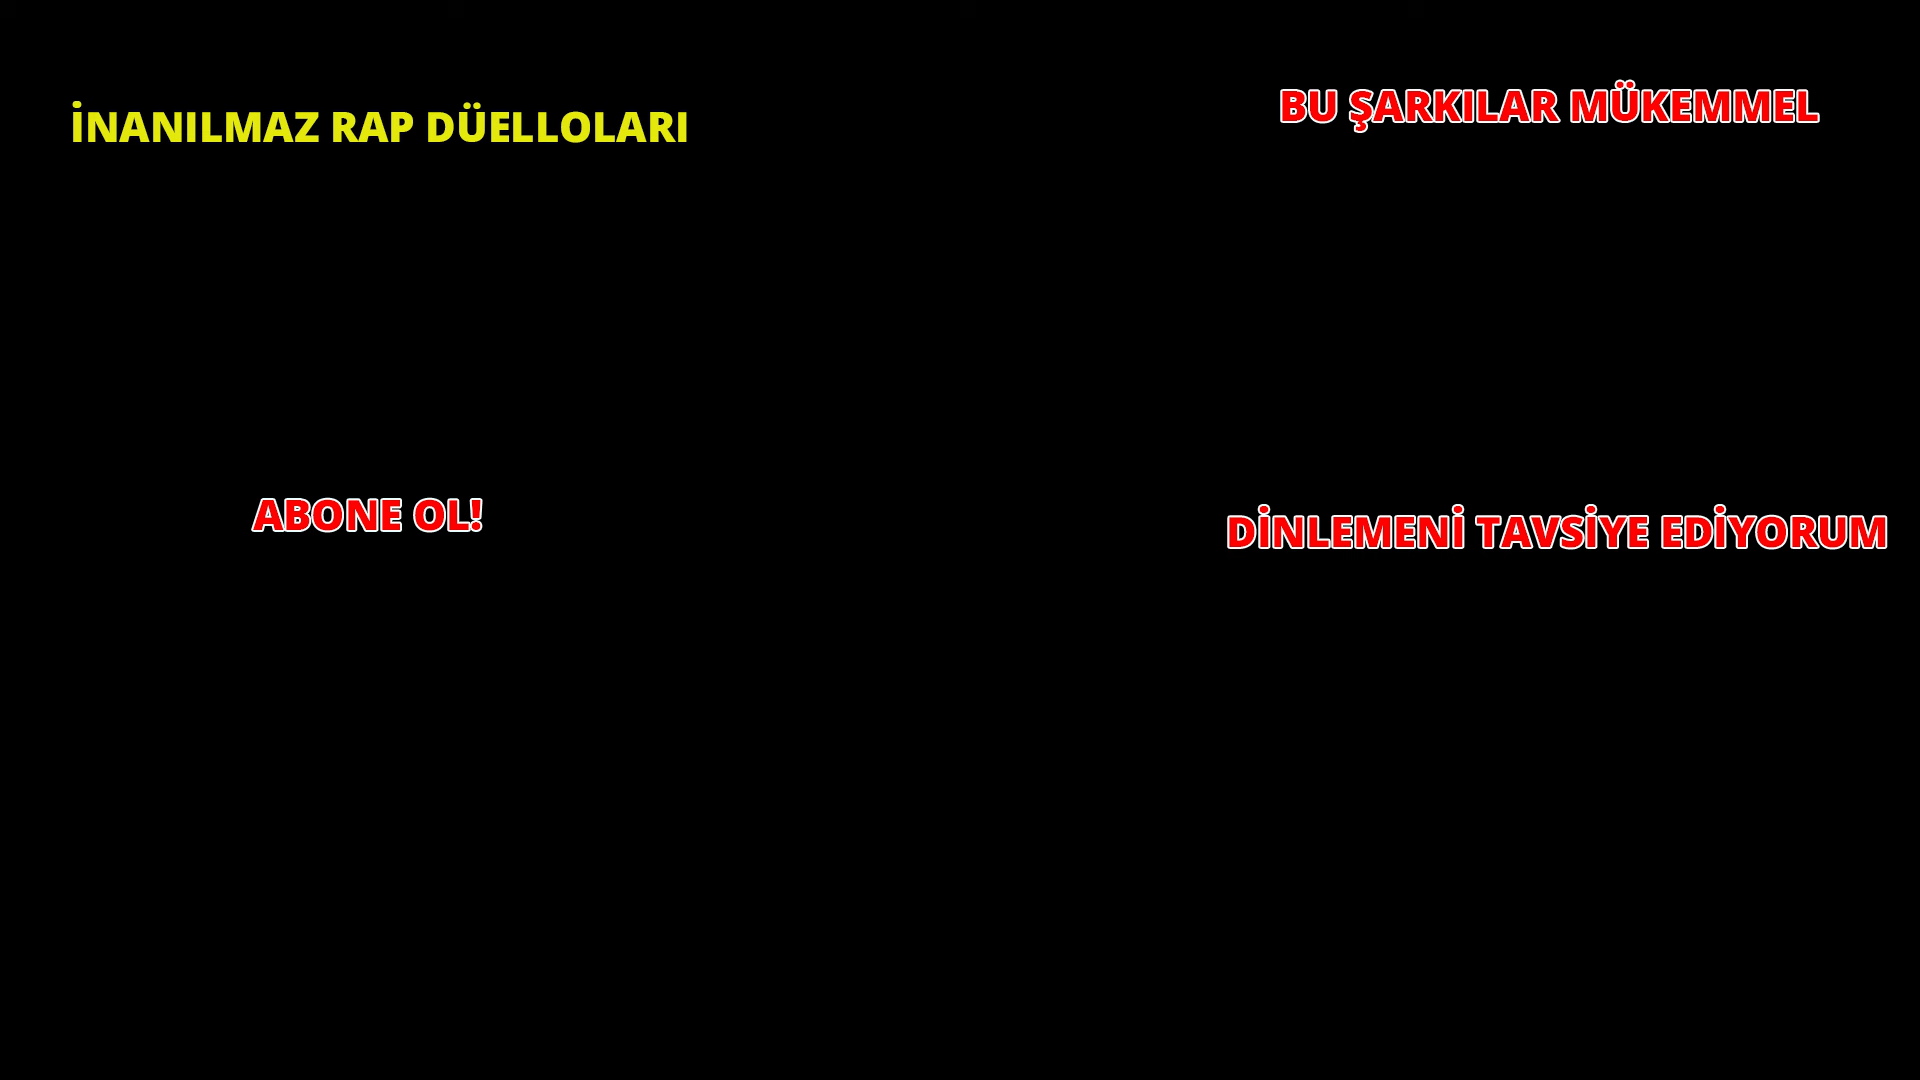 İNANILMAZ RAP DÜELLOLARI
BU ŞARKILAR MÜKEMMEL
ABONE OL!
DİNLEMENİ TAVSİYE EDİYORUM